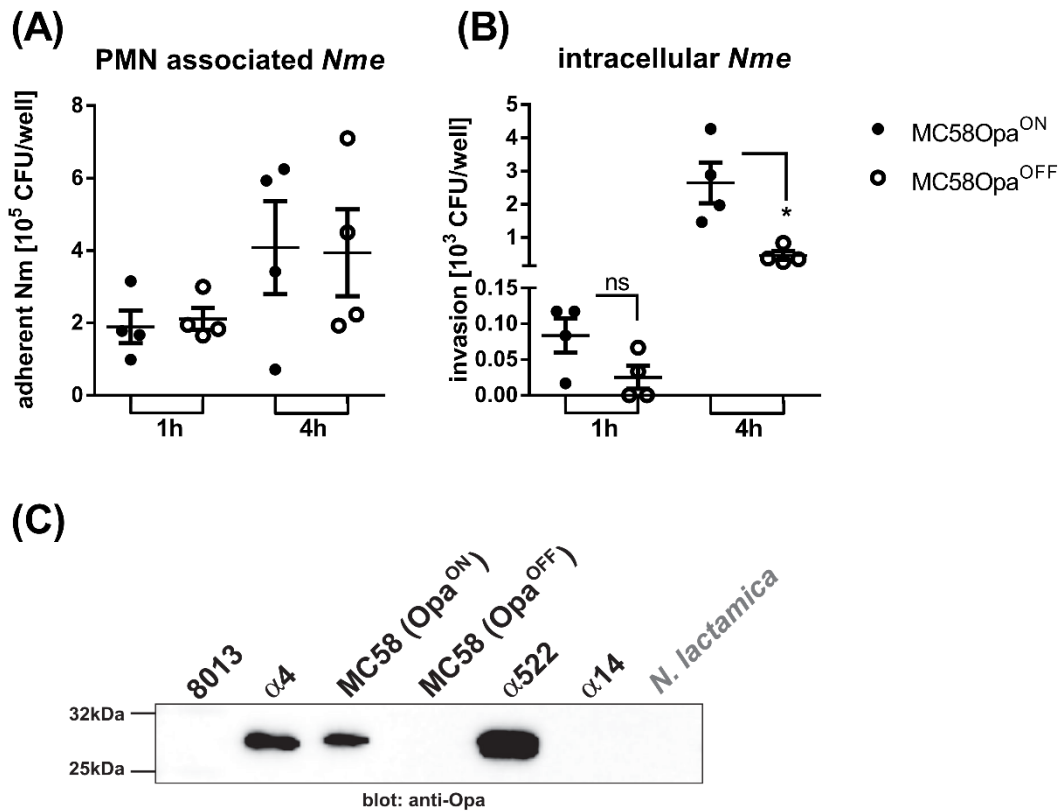 (A)
PMN associated Nme
adherent Nm [10⁵ CFU/well]
8
6
4
2
0
1h
4h
(B)
intracellular Nme
invasion [10³ CFU/well]
5
4
3
2
1
0.15
0.10
0.05
0.00
ns
*
1h
4h
MC58Opa^ON
MC58Opa^OFF
(C)
8013
α4
MC58 (Opa^ON)
MC58 (Opa^OFF)
α522
α14
N. lactamica
32kDa
25kDa
blot: anti-Opa